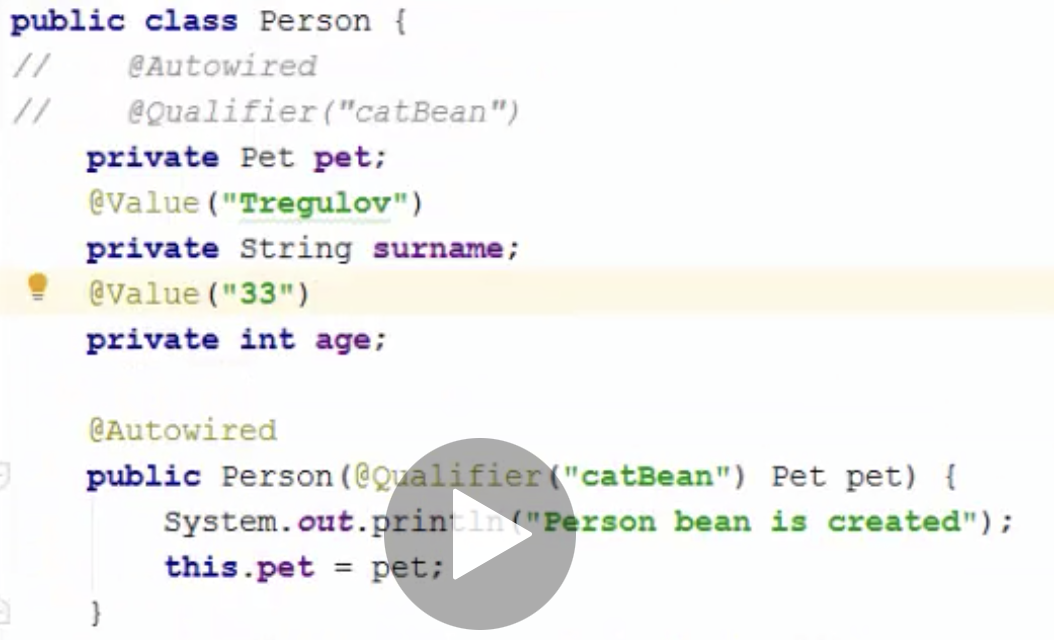 public class Person {
//    @Autowired
//    @Qualifier("catBean")
    private Pet pet;
    @Value("Tregulov")
    private String surname;
    @Value("33")
    private int age;

    @Autowired
    public Person(@Qualifier("catBean") Pet pet) {
        System.out.println("Person bean is created");
        this.pet = pet;
    }